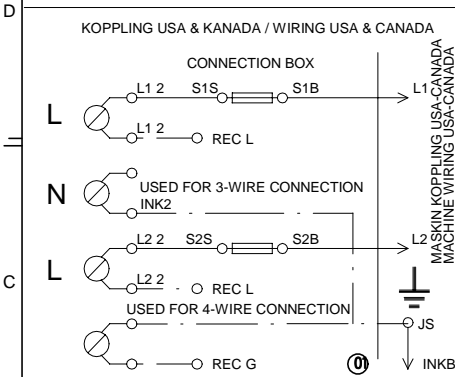 D
KOPPLING USA & KANADA / WIRING USA & CANADA
CONNECTION BOX
L1 2 S1S S1B L1
L
L1 2 REC L
MASKIN KOPPLING USA-CANADA
MACHINE WIRING USA-CANADA
N
USED FOR 3-WIRE CONNECTION
INK2
L2 2 S2S S2B L2
L
L2 2 REC L
C
USED FOR 4-WIRE CONNECTION
JS
REC G
01
INKB